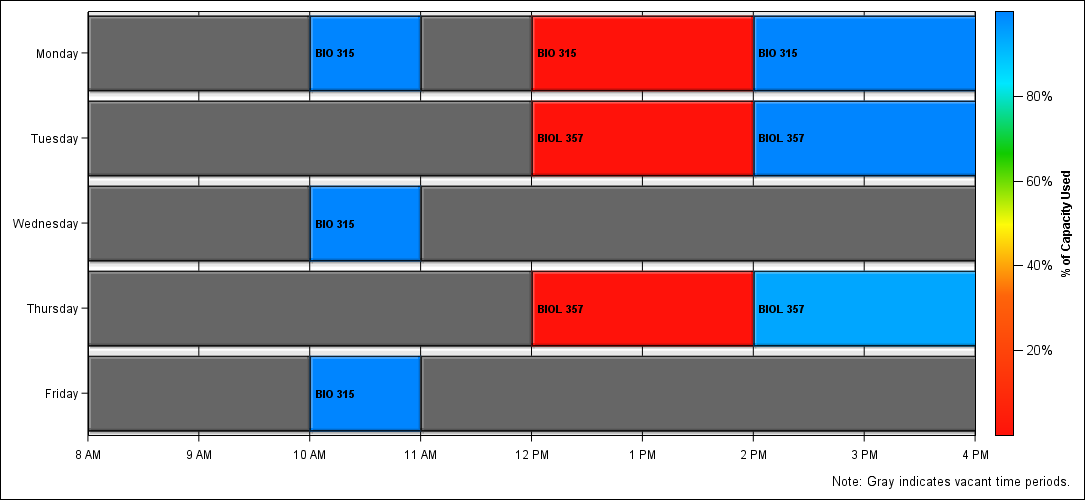 Monday
BIO 315
BIO 315
BIO 315
Tuesday
BIOL 357
BIOL 357
Wednesday
BIO 315
Thursday
BIOL 357
BIOL 357
Friday
BIO 315
8 AM 9 AM 10 AM 11 AM 12 PM 1 PM 2 PM 3 PM 4 PM
80%
60%
40%
20%
% of Capacity Used
Note: Gray indicates vacant time periods.